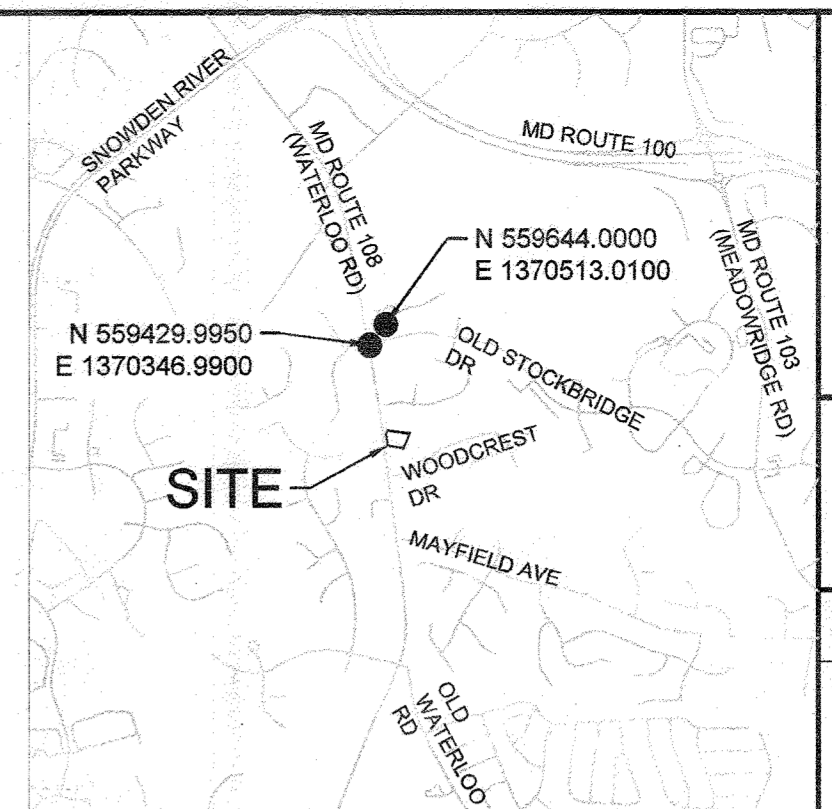 SNOWDEN RIVER
PARKWAY
MD ROUTE 108
(WATERLOO RD)
MD ROUTE 100
MD ROUTE 103
(MEADOWRIDGE RD)
N 559644.0000
E 1370513.0100
N 559429.9950
E 1370346.9900
OLD STOCKBRIDGE
DR
SITE
WOODCREST
DR
MAYFIELD AVE
OLD
WATERLOO
RD